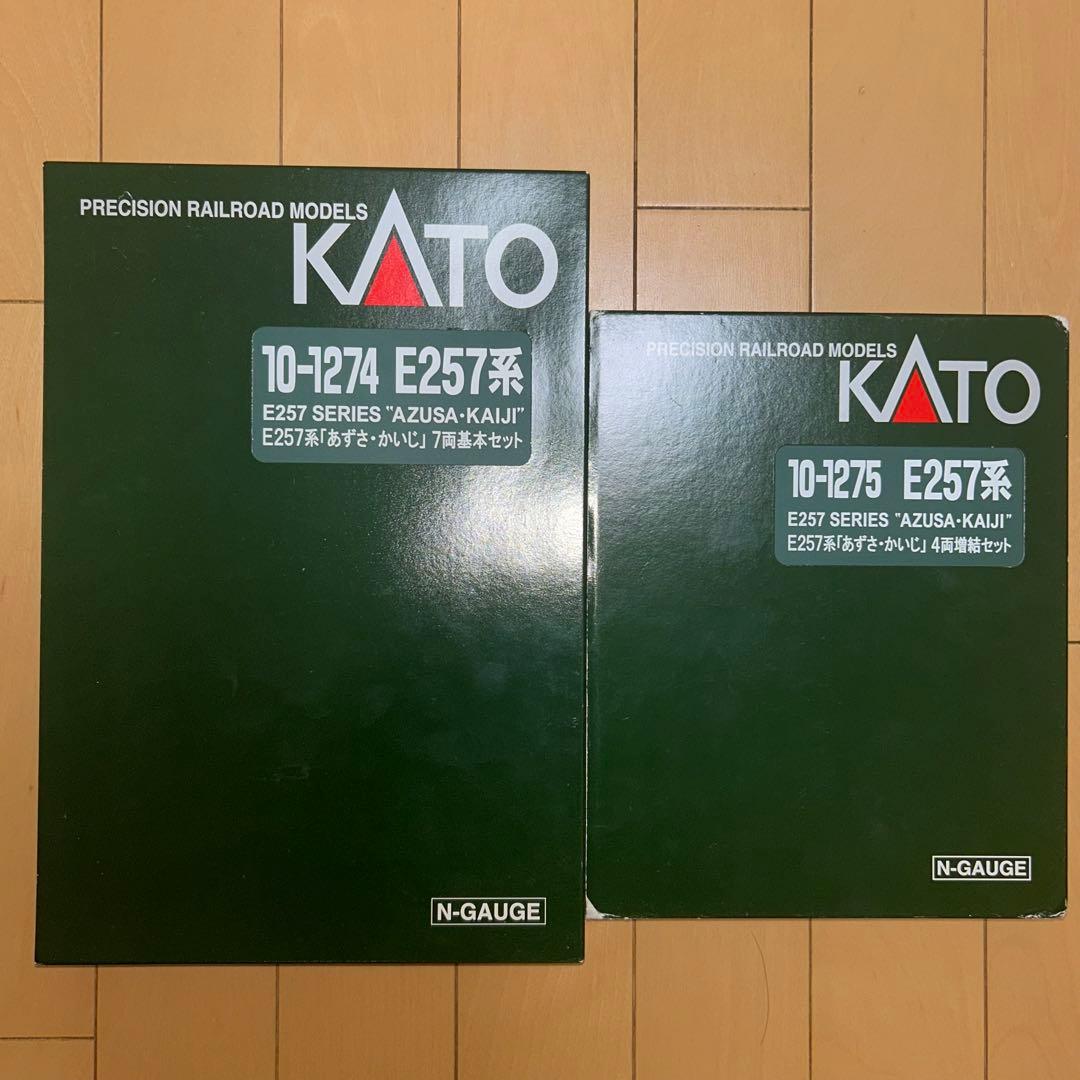 PRECISION RAILROAD MODELS
KATO
10-1274 E257系
E257 SERIES "AZUSA・KAIJI"
E257系「あずさ・かいじ」 7両基本セット
N-GAUGE
PRECISION RAILROAD MODELS
KATO
10-1275 E257系
E257 SERIES "AZUSA・KAIJI"
E257系「あずさ・かいじ」 4両増結セット
N-GAUGE